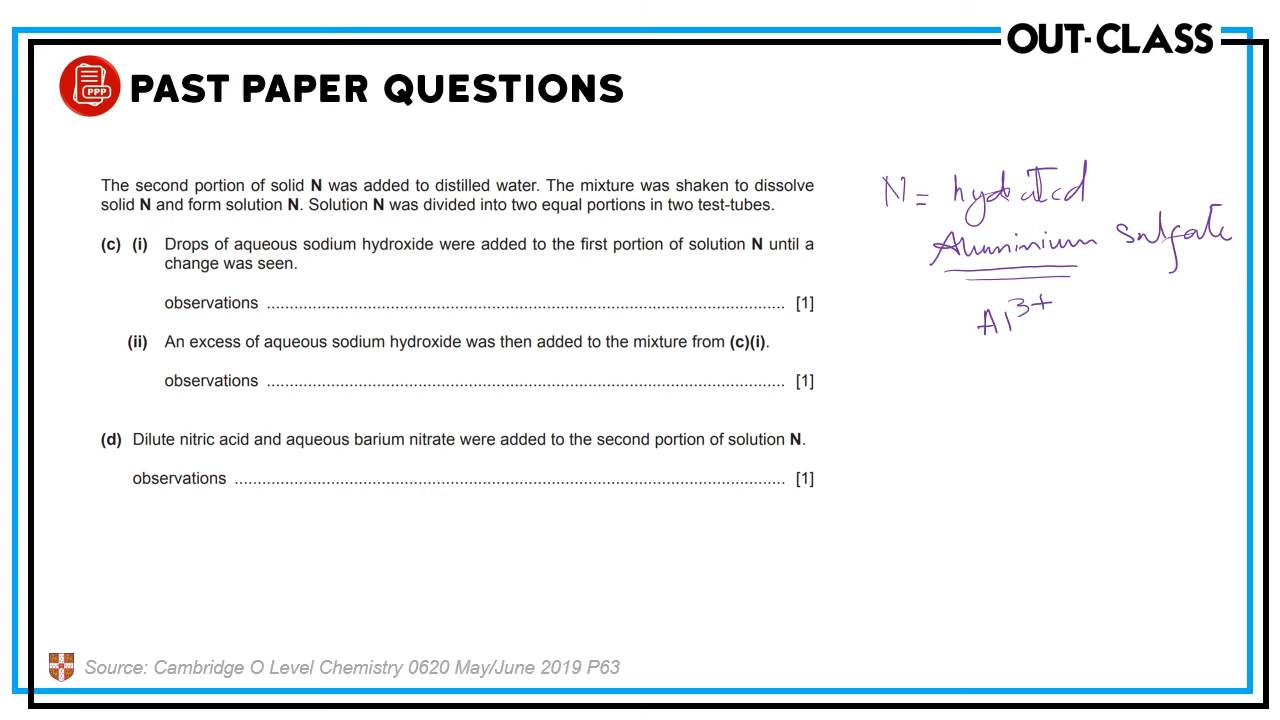 OUT-CLASS
PPP
PAST PAPER QUESTIONS
The second portion of solid N was added to distilled water. The mixture was shaken to dissolve
solid N and form solution N. Solution N was divided into two equal portions in two test-tubes.
(c) (i) Drops of aqueous sodium hydroxide were added to the first portion of solution N until a
change was seen.
observations .................................................................................................................. [1]
(ii) An excess of aqueous sodium hydroxide was then added to the mixture from (c)(i).
observations .................................................................................................................. [1]
(d) Dilute nitric acid and aqueous barium nitrate were added to the second portion of solution N.
observations ......................................................................................................................... [1]
N = hydrated
Aluminium sulfate
Al3+
Source: Cambridge O Level Chemistry 0620 May/June 2019 P63